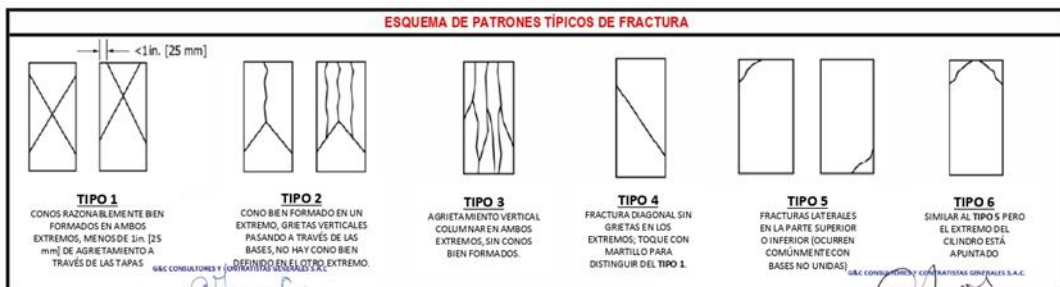 ESQUEMA DE PATRONES TÍPICOS DE FRACTURA
<1in. [25 mm]
TIPO 1
CONOS RAZONABLEMENTE BIEN
FORMADOS EN AMBOS
EXTREMOS, MENOS DE 1in. [25
mm] DE AGRIETAMIENTO A
TRAVÉS DE LAS TAPAS
TIPO 2
CONO BIEN FORMADO EN UN
EXTREMO, GRIETAS VERTICALES
PASANDO A TRAVÉS DE LAS
BASES, NO HAY CONO BIEN
DEFINIDO EN EL OTRO EXTREMO.
TIPO 3
AGRIETAMIENTO VERTICAL
COLUMNAR EN AMBOS
EXTREMOS, SIN CONOS
BIEN FORMADOS.
TIPO 4
FRACTURA DIAGONAL SIN
GRIETAS EN LOS
EXTREMOS; TOQUE CON
MARTILLO PARA
DISTINGUIR DEL TIPO 1.
TIPO 5
FRACTURAS LATERALES
EN LA PARTE SUPERIOR
O INFERIOR (OCURREN
COMÚNMENTE CON
BASES NO UNIDAS)
TIPO 6
SIMILAR AL TIPO 5 PERO
EL EXTREMO DEL
CILINDRO ESTÁ
APUNTADO
G&C CONSULTORES Y CONTRATISTAS GENERALES S.A.C
G&C CONSULTORES Y CONTRATISTAS GENERALES S.A.C.